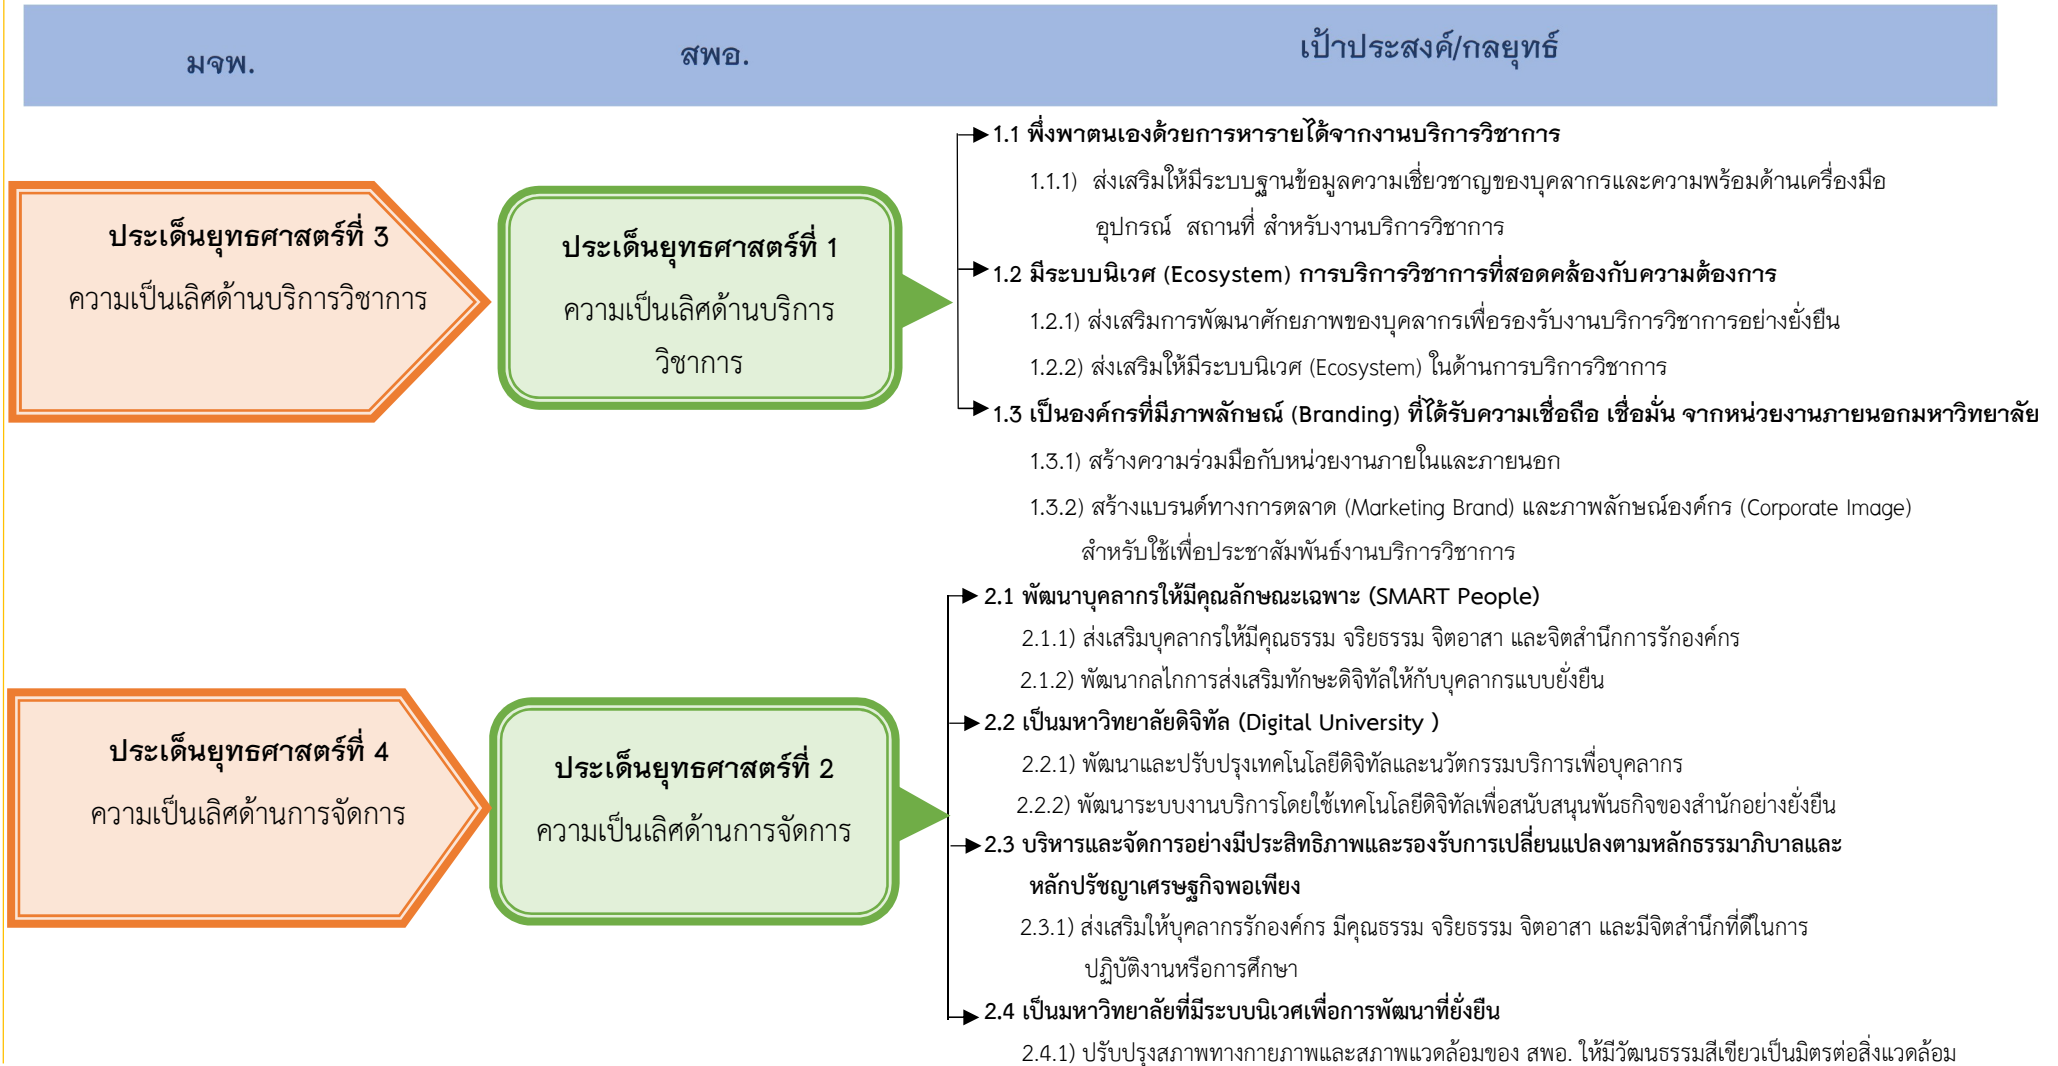 มจพ.
สพอ.
เป้าประสงค์/กลยุทธ์
ประเด็นยุทธศาสตร์ที่ 3
ความเป็นเลิศด้านบริการวิชาการ
ประเด็นยุทธศาสตร์ที่ 1
ความเป็นเลิศด้านบริการ
วิชาการ
1.1 พึ่งพาตนเองด้วยการหารายได้จากงานบริการวิชาการ
1.1.1) ส่งเสริมให้มีระบบฐานข้อมูลความเชี่ยวชาญของบุคลากรและความพร้อมด้านเครื่องมือ
อุปกรณ์ สถานที่ สำหรับงานบริการวิชาการ
1.2 มีระบบนิเวศ (Ecosystem) การบริการวิชาการที่สอดคล้องกับความต้องการ
1.2.1) ส่งเสริมการพัฒนาศักยภาพของบุคลากรเพื่อรองรับงานบริการวิชาการอย่างยั่งยืน
1.2.2) ส่งเสริมให้มีระบบนิเวศ (Ecosystem) ในด้านการบริการวิชาการ
1.3 เป็นองค์กรที่มีภาพลักษณ์ (Branding) ที่ได้รับความเชื่อถือ เชื่อมั่น จากหน่วยงานภายนอกมหาวิทยาลัย
1.3.1) สร้างความร่วมมือกับหน่วยงานภายในและภายนอก
1.3.2) สร้างแบรนด์ทางการตลาด (Marketing Brand) และภาพลักษณ์องค์กร (Corporate Image)
สำหรับใช้เพื่อประชาสัมพันธ์งานบริการวิชาการ
ประเด็นยุทธศาสตร์ที่ 4
ความเป็นเลิศด้านการจัดการ
ประเด็นยุทธศาสตร์ที่ 2
ความเป็นเลิศด้านการจัดการ
2.1 พัฒนาบุคลากรให้มีคุณลักษณะเฉพาะ (SMART People)
2.1.1) ส่งเสริมบุคลากรให้มีคุณธรรม จริยธรรม จิตอาสา และจิตสำนึกการรักองค์กร
2.1.2) พัฒนากลไกการส่งเสริมทักษะดิจิทัลให้กับบุคลากรแบบยั่งยืน
2.2 เป็นมหาวิทยาลัยดิจิทัล (Digital University )
2.2.1) พัฒนาและปรับปรุงเทคโนโลยีดิจิทัลและนวัตกรรมบริการเพื่อบุคลากร
2.2.2) พัฒนาระบบงานบริการโดยใช้เทคโนโลยีดิจิทัลเพื่อสนับสนุนพันธกิจของสำนักอย่างยั่งยืน
2.3 บริหารและจัดการอย่างมีประสิทธิภาพและรองรับการเปลี่ยนแปลงตามหลักธรรมาภิบาลและ
หลักปรัชญาเศรษฐกิจพอเพียง
2.3.1) ส่งเสริมให้บุคลากรรักองค์กร มีคุณธรรม จริยธรรม จิตอาสา และมีจิตสำนึกที่ดีในการ
ปฏิบัติงานหรือการศึกษา
2.4 เป็นมหาวิทยาลัยที่มีระบบนิเวศเพื่อการพัฒนาที่ยั่งยืน
2.4.1) ปรับปรุงสภาพทางกายภาพและสภาพแวดล้อมของ สพอ. ให้มีวัฒนธรรมสีเขียวเป็นมิตรต่อสิ่งแวดล้อม